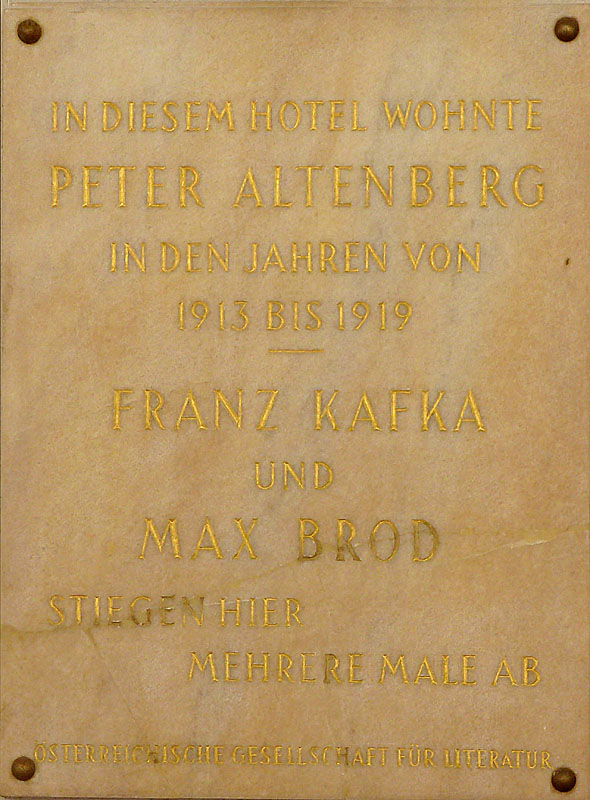 IN DIESEM HOTEL WOHNTE
PETER ALTENBERG
IN DEN JAHREN VON
1913 BIS 1919
FRANZ KAFKA
UND
MAX BROD
STIEGEN HIER
MEHRERE MALE AB
ÖSTERREICHISCHE GESELLSCHAFT FÜR LITERATUR